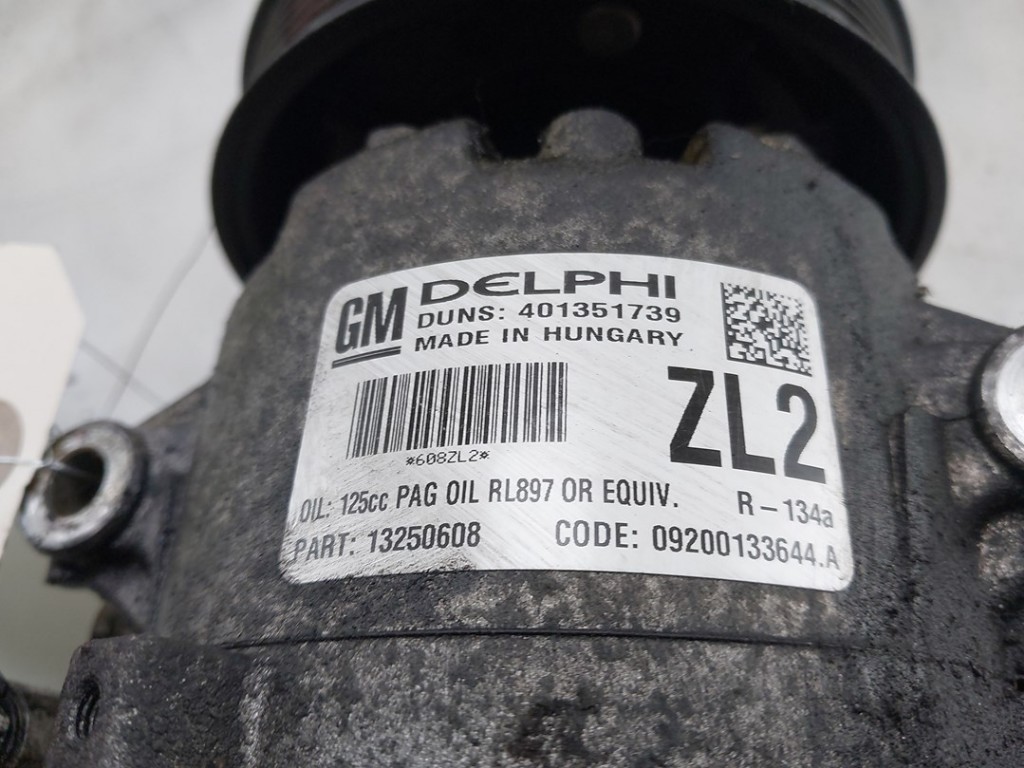 GM DELPHI
DUNS: 401351739
MADE IN HUNGARY
ZL2
*608ZL2*
OIL: 125cc PAG OIL RL897 OR EQUIV. R-134a
PART: 13250608 CODE: 09200133644.A